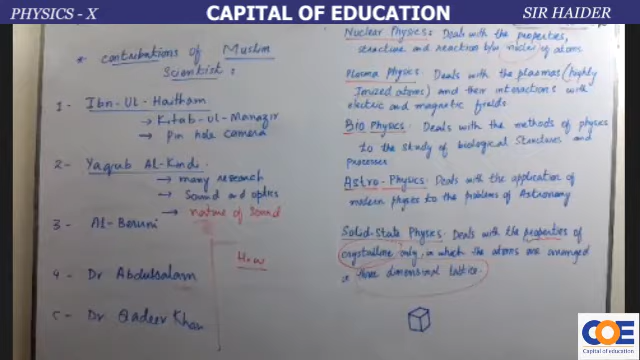 PHYSICS - X
CAPITAL OF EDUCATION
SIR HAIDER
* contributions of Muslim
Scientist :
1 - Ibn-Ul-Haitham
→ Kitab-Ul-Manazir
→ Pin hole camera
2 - Yaqub Al-Kindi.
→ many research
→ Sound and optics
→ nature of Sound
3 - Al-Beruni
4 - Dr Abdulsalam
5 - Dr Qadeer Khan
H.W
Nuclear Physics: Deals with the properties,
structure and reaction b/w nuclei of atoms
Plasma Physics: Deals with the plasmas (highly
Ionized atoms) and their interactions with
electric and magnetic fields
Bio Physics: Deals with the methods of physics
to the study of biological structures and
processes
Astro-Physics: Deals with the application of
modern physics to the problems of Astronomy
Solid-State Physics: Deals with the properties of
crystalline only, in which the atoms are arranged
in three dimensional lattice.
COE
Capital of education